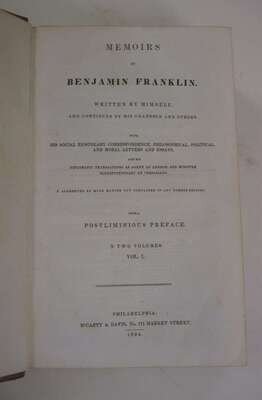 MEMOIRS
OF
BENJAMIN FRANKLIN.
WRITTEN BY HIMSELF.
AND CONTINUED BY HIS GRANDSON AND OTHERS.
WITH
HIS SOCIAL EPISTOLARY CORRESPONDENCE, PHILOSOPHICAL, POLITICAL,
AND MORAL LETTERS AND ESSAYS,
AND HIS
DIPLOMATIC TRANSACTIONS AS AGENT AT LONDON AND MINISTER
PLENIPOTENTIARY AT VERSAILLES.
AUGMENTED BY MUCH MATTER NOT CONTAINED IN ANY FORMER EDITION.
WITH A
POSTLIMINIOUS PREFACE.
TWO VOLUMES.
VOL. I.
PHILADELPHIA:
M'CARTY & DAVIS, No. 171 MARKET STREET.
1834.